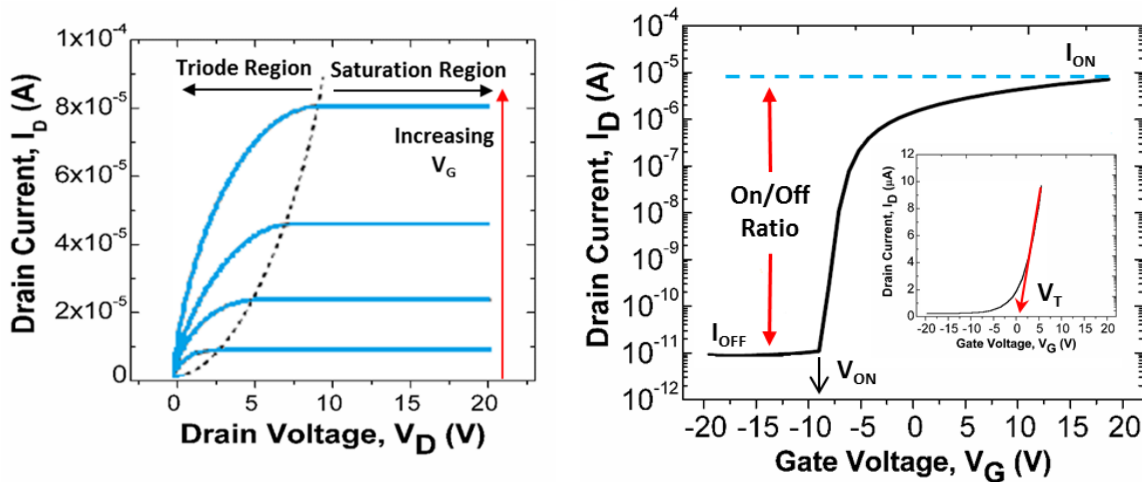 1x10⁻⁴
8x10⁻⁵
6x10⁻⁵
4x10⁻⁵
2x10⁻⁵
0
Drain Current, I_D (A)
Triode Region
Saturation Region
Increasing
V_G
0
5
10
15
20
Drain Voltage, V_D (V)
10⁻⁴
10⁻⁵
10⁻⁶
10⁻⁷
10⁻⁸
10⁻⁹
10⁻¹⁰
10⁻¹¹
10⁻¹²
Drain Current, I_D (A)
I_ON
On/Off
Ratio
I_OFF
V_ON
12
10
8
6
4
2
0
Drain Current, I_D (μA)
V_T
-20 -15 -10 -5 0 5 10 15 20
Gate Voltage, V_G (V)
-20 -15 -10 -5 0 5 10 15 20
Gate Voltage, V_G (V)